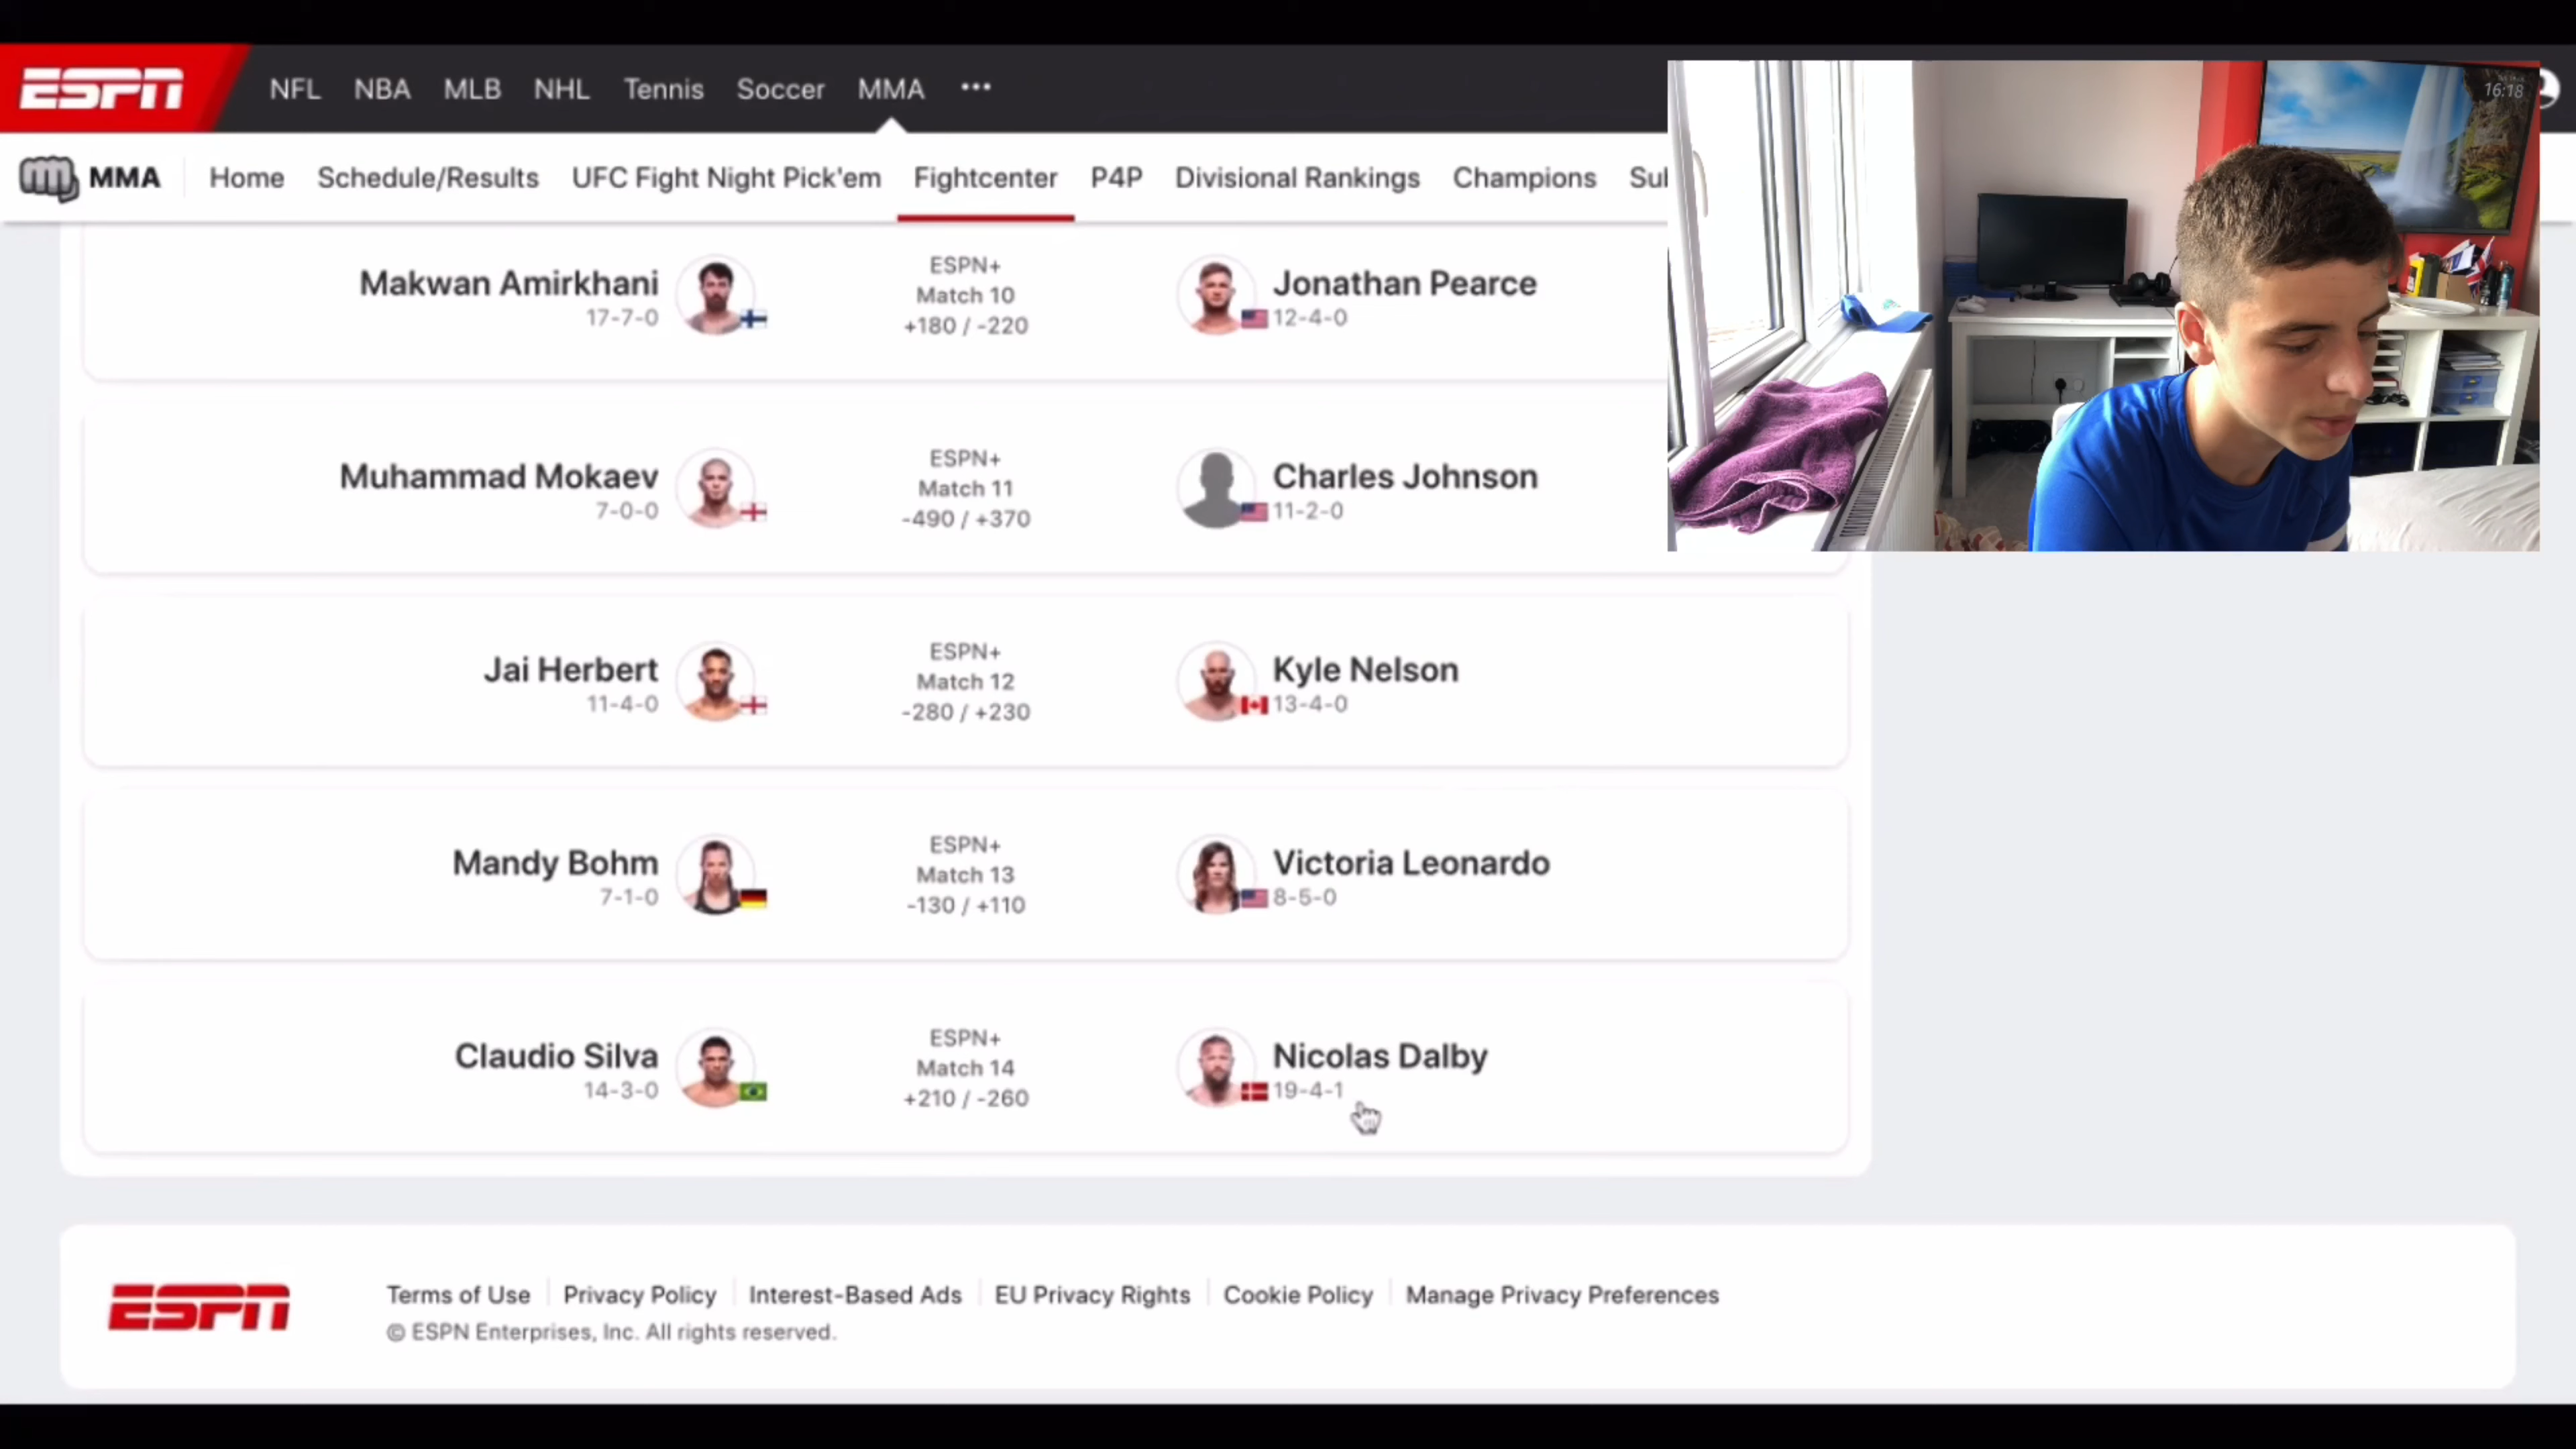 ESPN
NFL NBA MLB NHL Tennis Soccer MMA
MMA Home Schedule/Results UFC Fight Night Pick'em Fightcenter P4P Divisional Rankings Champions
16:18
Makwan Amirkhani
17-7-0
ESPN+
Match 10
+180 / -220
Jonathan Pearce
12-4-0
Muhammad Mokaev
7-0-0
ESPN+
Match 11
-490 / +370
Charles Johnson
11-2-0
Jai Herbert
11-4-0
ESPN+
Match 12
-280 / +230
Kyle Nelson
13-4-0
Mandy Bohm
7-1-0
ESPN+
Match 13
-130 / +110
Victoria Leonardo
8-5-0
Claudio Silva
14-3-0
ESPN+
Match 14
+210 / -260
Nicolas Dalby
19-4-1
ESPN
Terms of Use Privacy Policy Interest-Based Ads EU Privacy Rights Cookie Policy Manage Privacy Preferences
© ESPN Enterprises, Inc. All rights reserved.